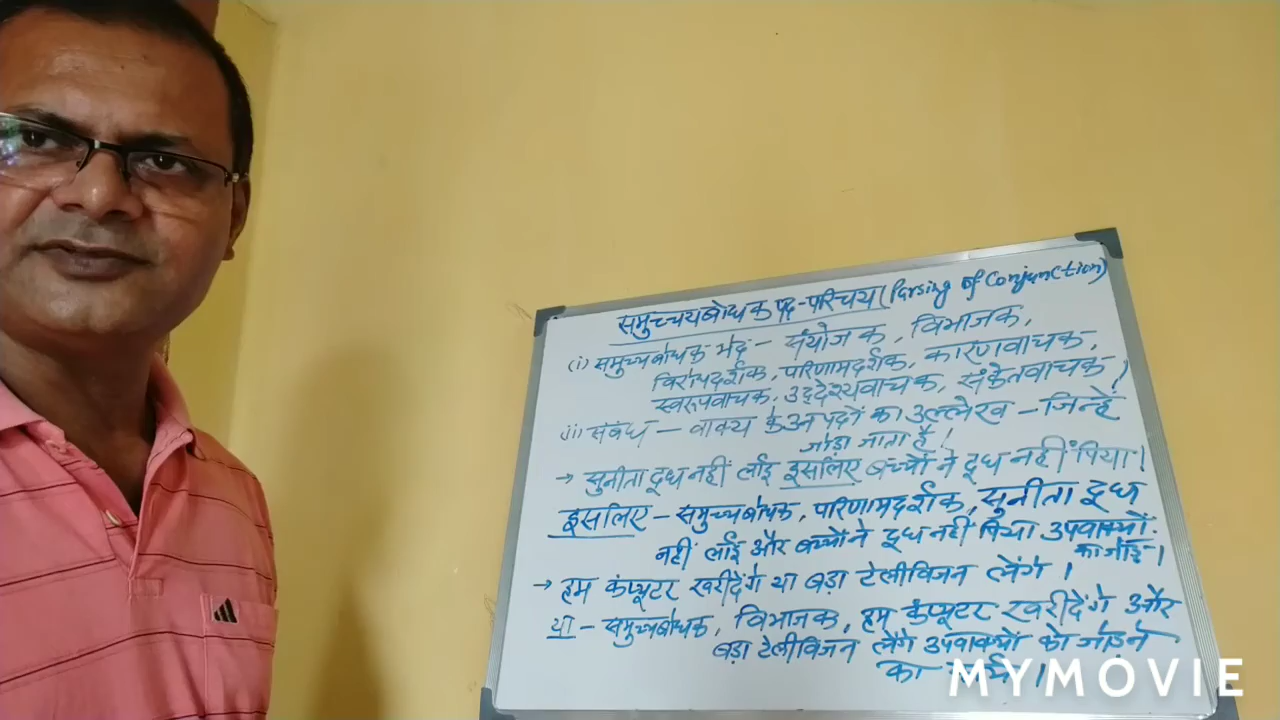 समुच्चयबोधक पद-परिचय (Parsing of Conjunction)
(i) समुच्यबोधक भेद - संयोजक, विभाजक,
विरोधदर्शक, परिणामदर्शक, कारणवाचक,
स्वरूपवाचक, उद्देश्यवाचक, संकेतवाचक।
(ii) संबंध - वाक्य के उन पदों का उल्लेख - जिन्हें
जोड़ा जाता है।
→ सुनीता दूध नहीं लाई इसलिए बच्चों ने दूध नहीं पिया।
इसलिए - समुच्यबोधक, परिणामदर्शक, सुनीता दूध
नहीं लाई और बच्चों ने दूध नहीं पिया उपवाक्यों
का जोड़।
→ हम कंप्यूटर खरीदेंगे या बड़ा टेलीविजन लेंगे।
या - समुच्यबोधक, विभाजक, हम कंप्यूटर खरीदेंगे और
बड़ा टेलीविजन लेंगे उपवाक्यों को जोड़ने
का
MYMOVIE